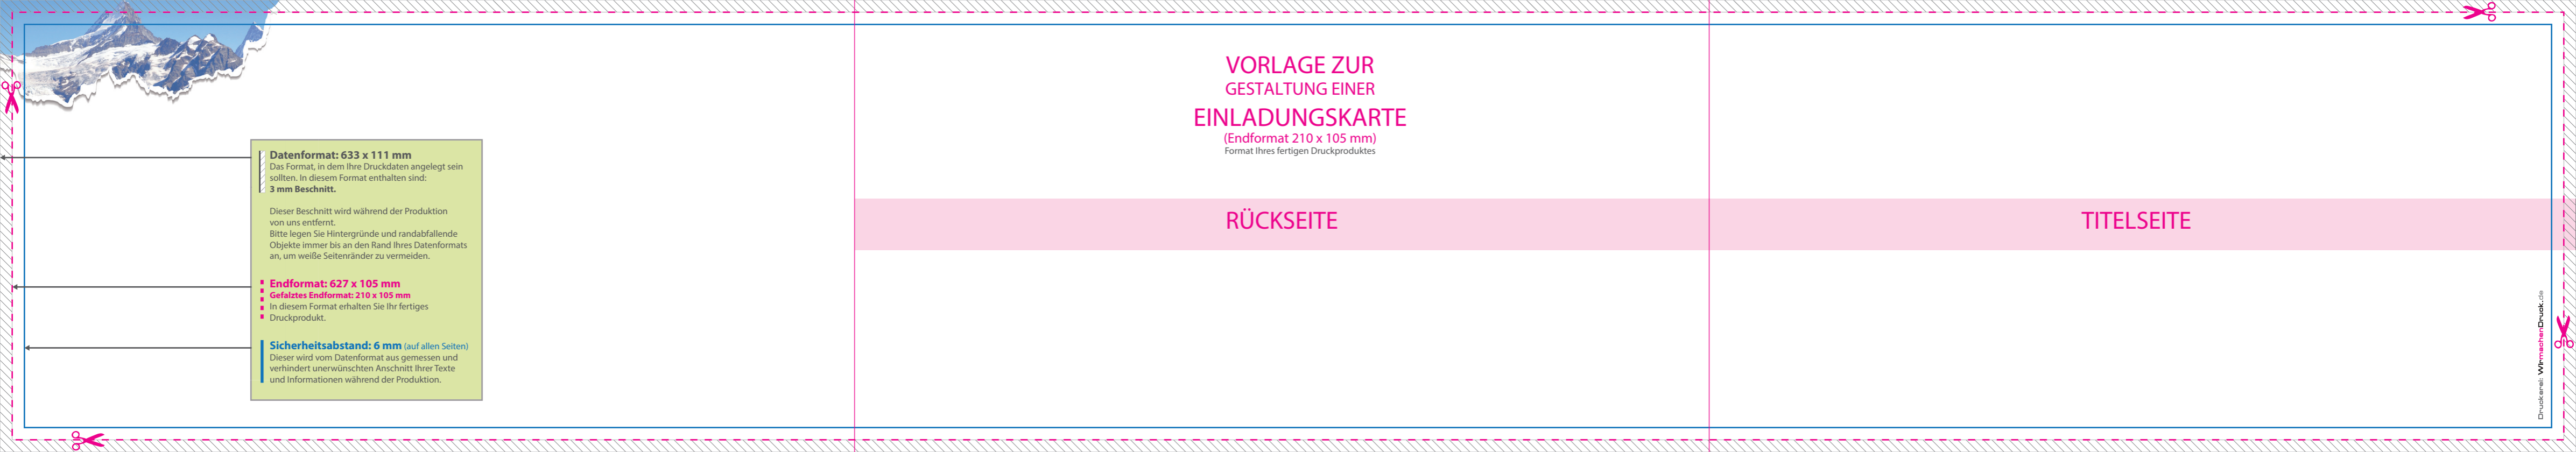 Datenformat: 633 x 111 mm
Das Format, in dem Ihre Druckdaten angelegt sein
sollten. In diesem Format enthalten sind:
3 mm Beschnitt.
Dieser Beschnitt wird während der Produktion
von uns entfernt.
Bitte legen Sie Hintergründe und randabfallende
Objekte immer bis an den Rand Ihres Datenformats
an, um weiße Seitenränder zu vermeiden.
Endformat: 627 x 105 mm
Gefalztes Endformat: 210 x 105 mm
In diesem Format erhalten Sie Ihr fertiges
Druckprodukt.
Sicherheitsabstand: 6 mm (auf allen Seiten)
Dieser wird vom Datenformat aus gemessen und
verhindert unerwünschten Anschnitt Ihrer Texte
und Informationen während der Produktion.
VORLAGE ZUR
GESTALTUNG EINER
EINLADUNGSKARTE
(Endformat 210 x 105 mm)
Format Ihres fertigen Druckproduktes
RÜCKSEITE
TITELSEITE
Druckerei: WirmachenDruck.de